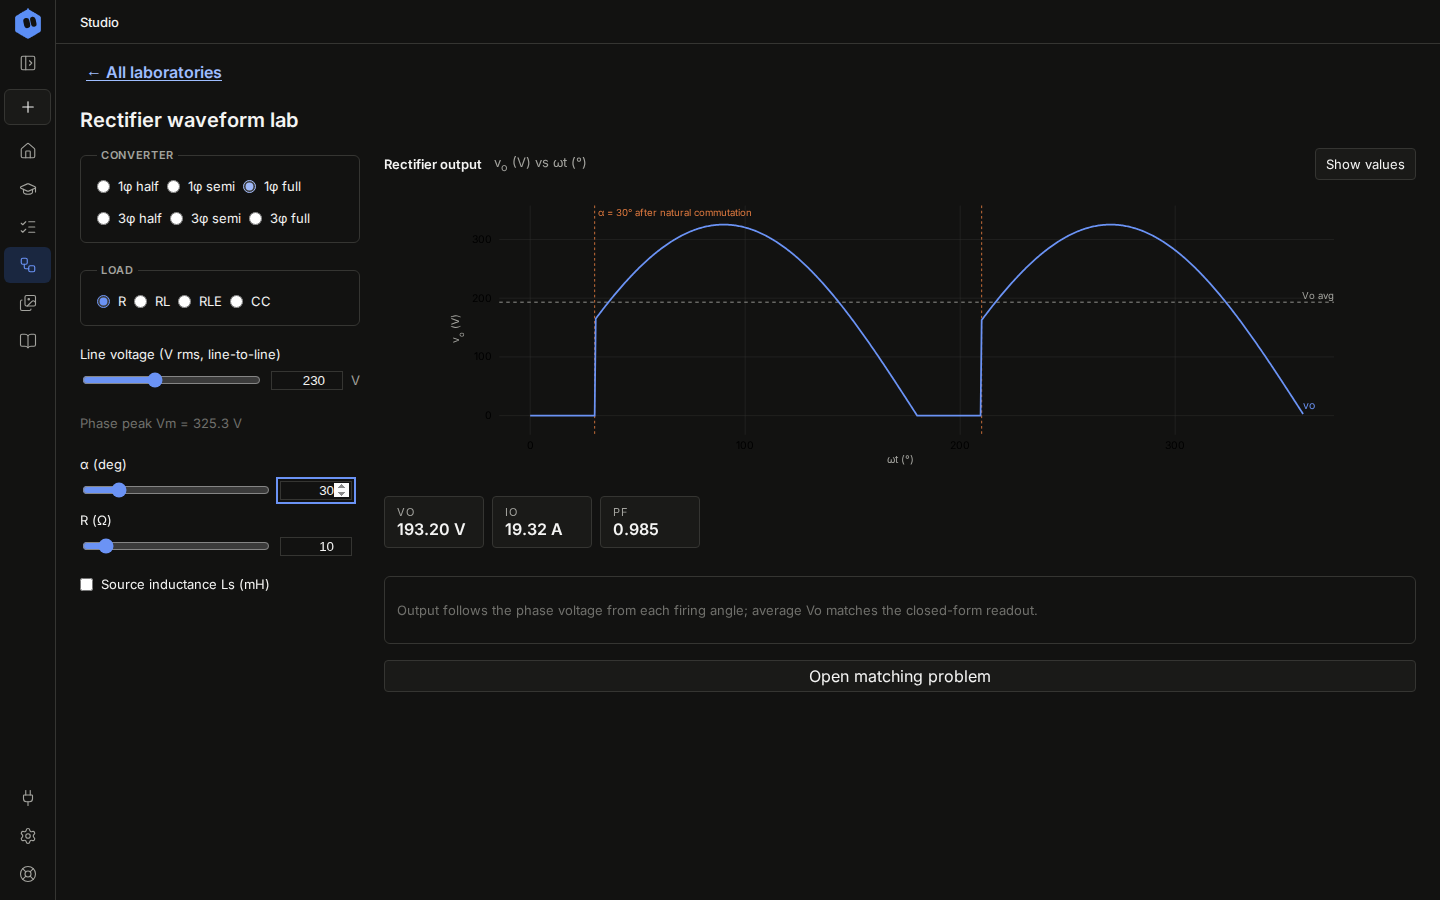 Studio
← All laboratories
Rectifier waveform lab
CONVERTER
1φ half 1φ semi 1φ full
3φ half 3φ semi 3φ full
LOAD
R RL RLE CC
Line voltage (V rms, line-to-line)
230 V
Phase peak Vm = 325.3 V
α (deg)
30
R (Ω)
10
Source inductance Ls (mH)
Rectifier output vo (V) vs ωt (°)
Show values
α = 30° after natural commutation
300
200
Vo avg
vo (V)
100
0
vo
0 100 200 300
ωt (°)
VO
193.20 V
IO
19.32 A
PF
0.985
Output follows the phase voltage from each firing angle; average Vo matches the closed-form readout.
Open matching problem